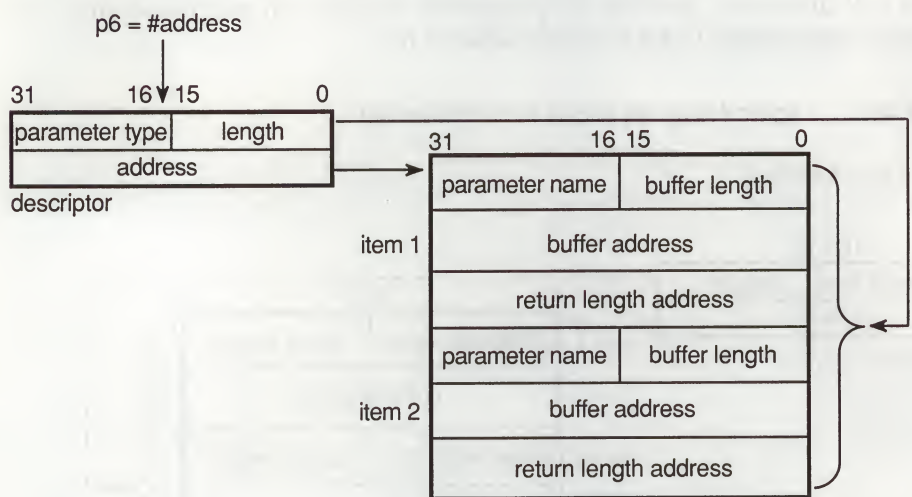 p6 = #address
31 16 15 0
parameter type length
address
descriptor
31 16 15 0
parameter name buffer length
item 1 buffer address
return length address
parameter name buffer length
item 2 buffer address
return length address